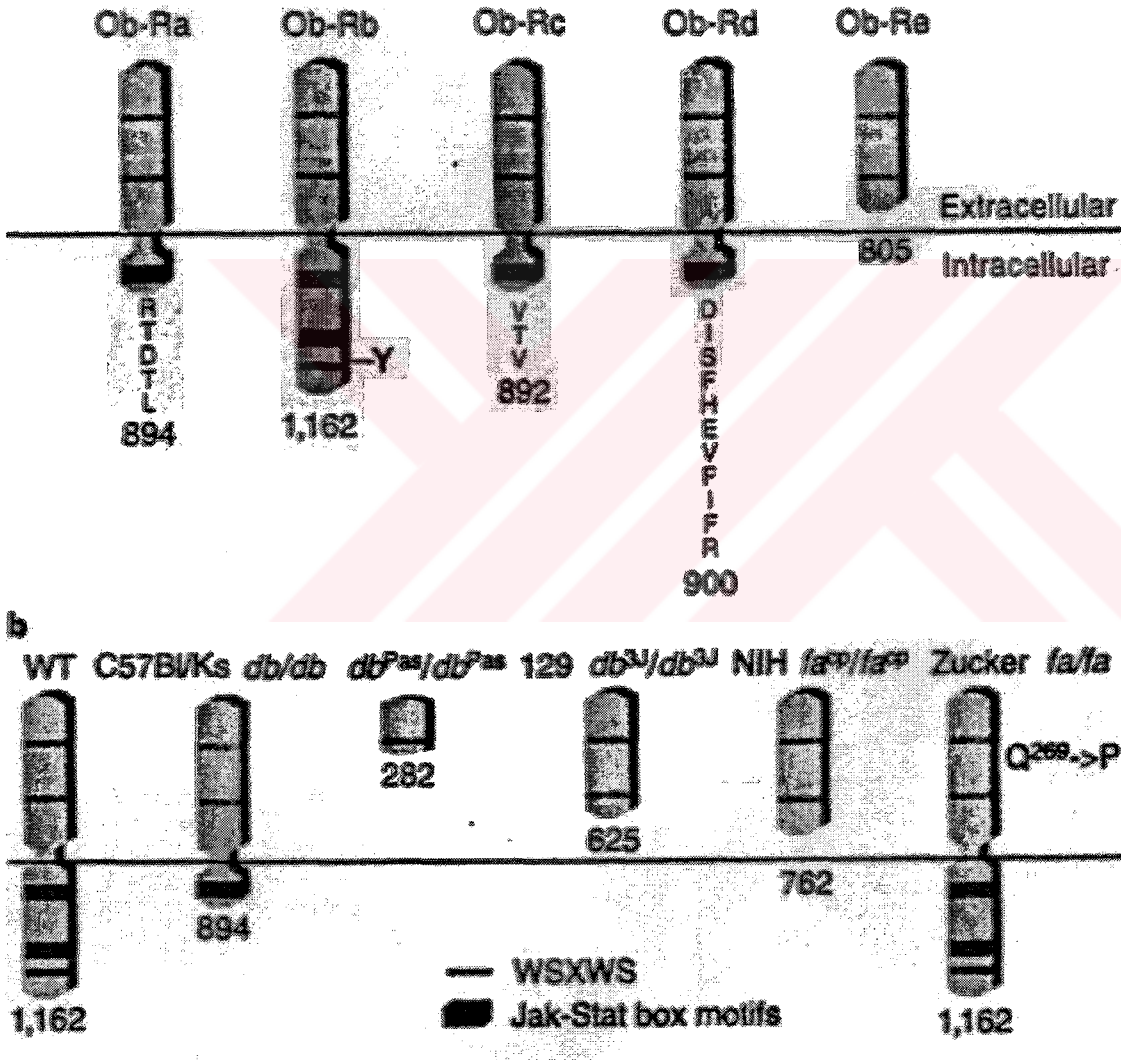 Ob-Ra Ob-Rb Ob-Rc Ob-Rd Ob-Re
Extracellular
Intracellular
805
R
T
D
T
L
894
Y
1,162
V
T
V
892
D
I
S
F
H
E
V
P
I
F
R
900
b
WT C57Bl/Ks db/db db^Pas/db^Pas 129 db^3J/db^3J NIH fa^cp/fa^cp Zucker fa/fa
Q^269->P
282
625
762
894
WSXWS
Jak-Stat box motifs
1,162
1,162